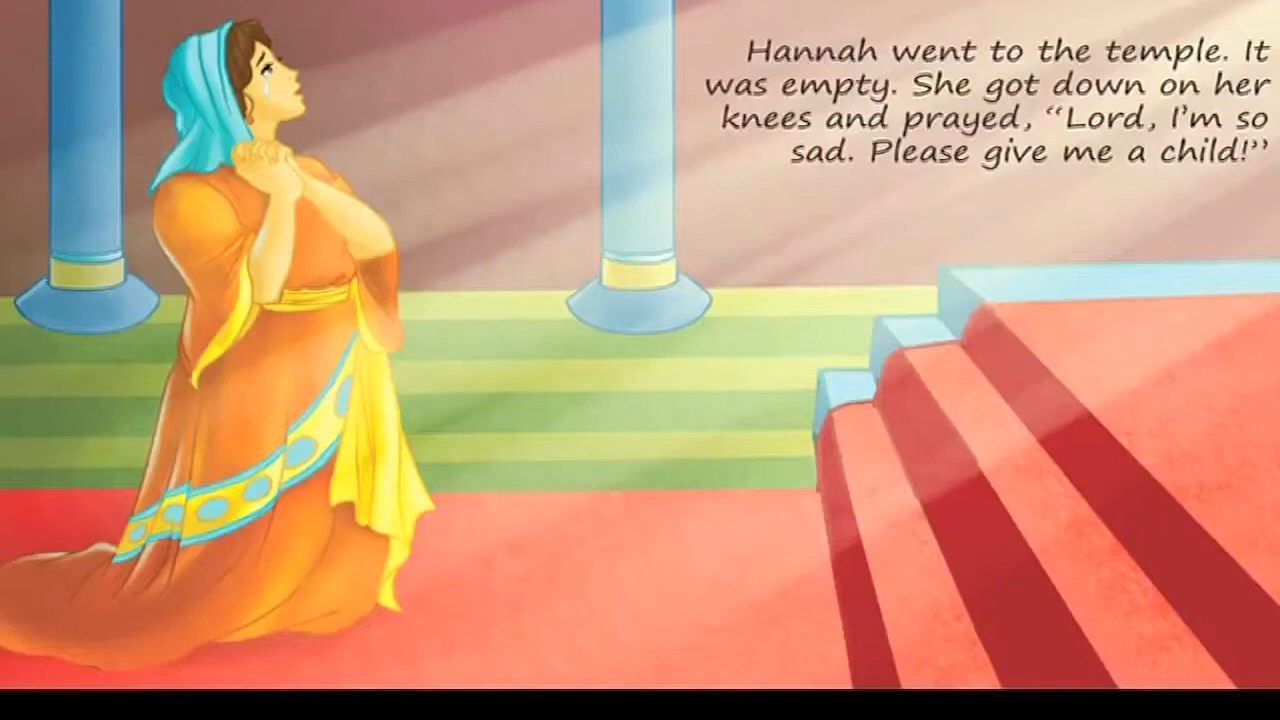 Hannah went to the temple. It
was empty. She got down on her
knees and prayed, “Lord, I’m so
sad. Please give me a child!”